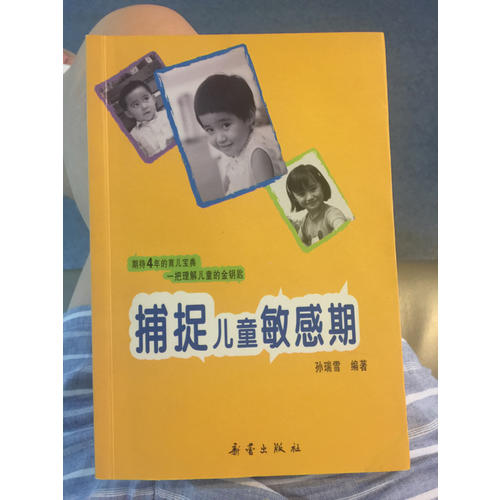 期待4年的育儿宝典
一把理解儿童的金钥匙
捕捉儿童敏感期
孙瑞雪 编著
新蕾出版社